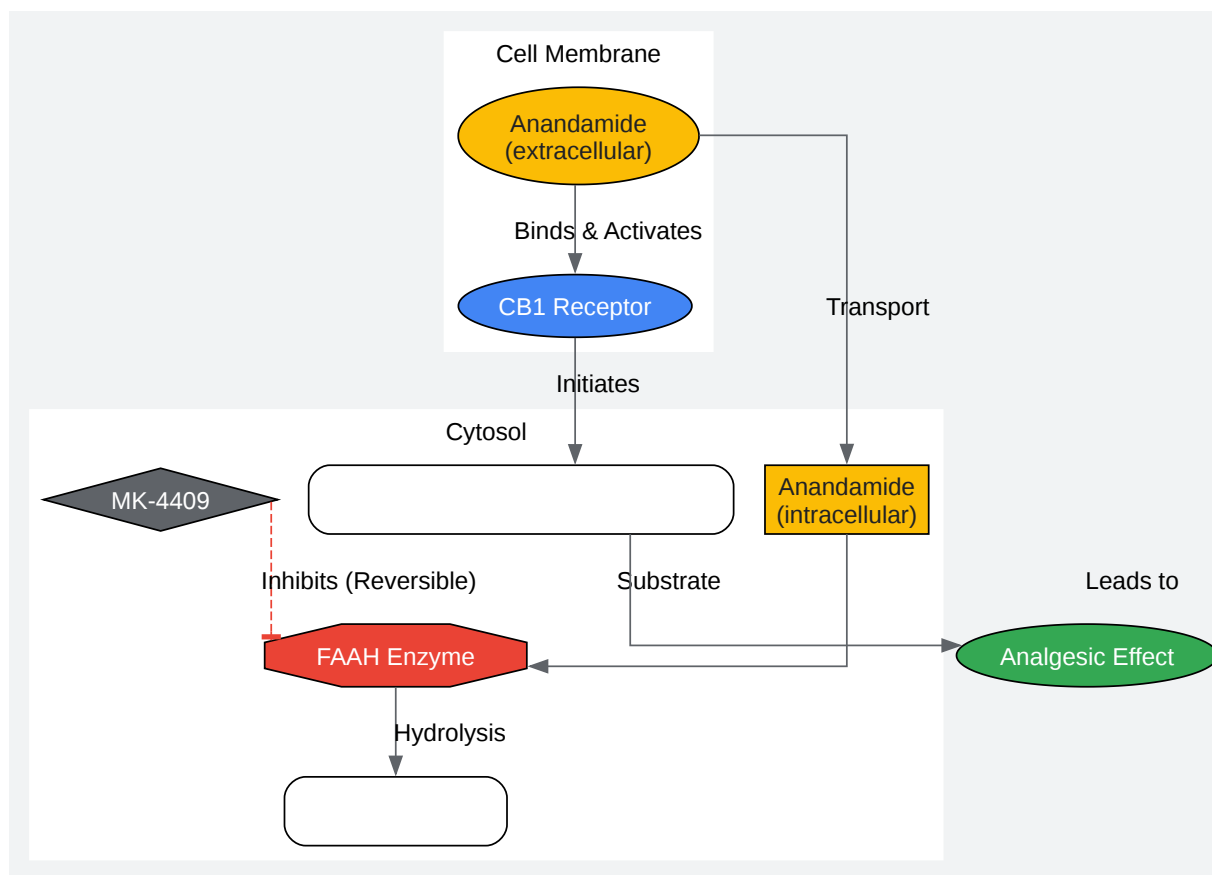 Cell Membrane
Anandamide
(extracellular)
Binds & Activates
CB1 Receptor
Transport
Initiates
Cytosol
MK-4409
Anandamide
(intracellular)
Inhibits (Reversible)
Substrate
Leads to
FAAH Enzyme
Analgesic Effect
Hydrolysis